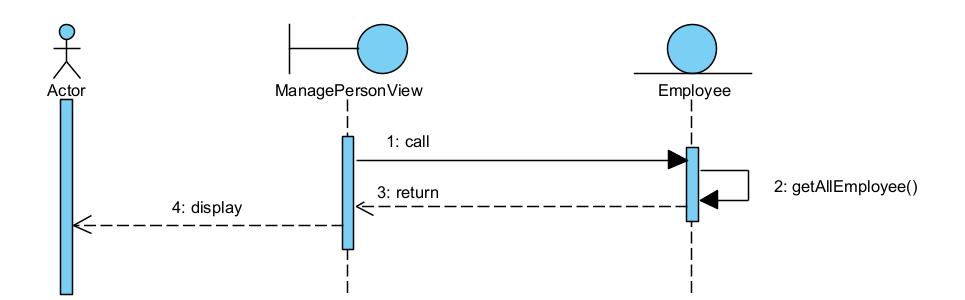 Actor
ManagePersonView
Employee
1: call
2: getAllEmployee()
3: return
4: display